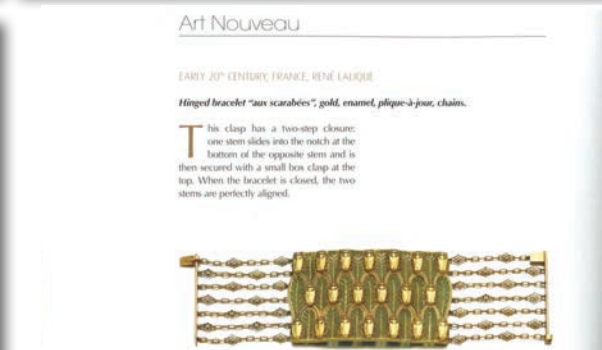 Art Nouveau
EARLY 20TH CENTURY, FRANCE, RENÉ LALIQUE
Hinged bracelet "aux scarabées", gold, enamel, plique-à-jour, chains.
This clasp has a two-step closure:
one stem slides into the notch at the
bottom of the opposite stem and is
then secured with a small box clasp at the
top. When the bracelet is closed, the two
stems are perfectly aligned.